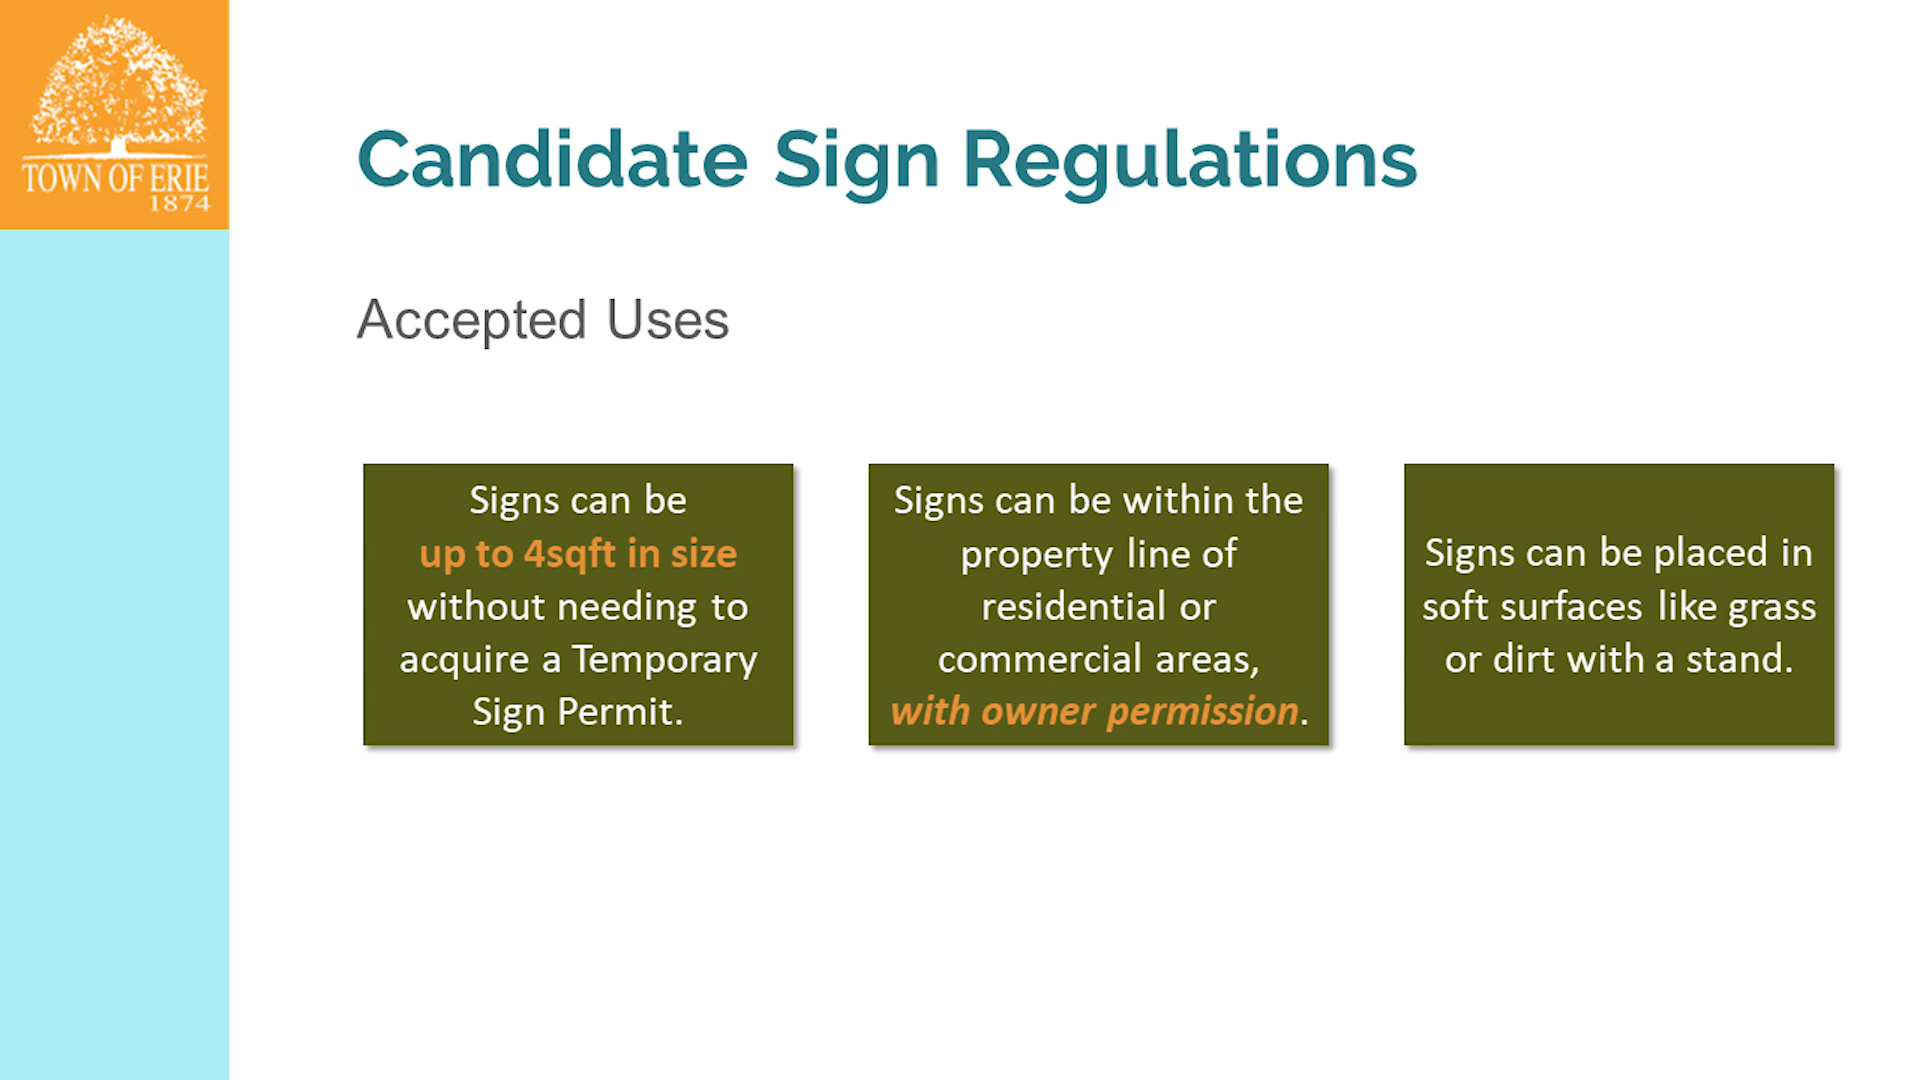 TOWN OF ERIE
1874
Candidate Sign Regulations
Accepted Uses
Signs can be
up to 4sqft in size
without needing to
acquire a Temporary
Sign Permit.
Signs can be within the
property line of
residential or
commercial areas,
with owner permission.
Signs can be placed in
soft surfaces like grass
or dirt with a stand.